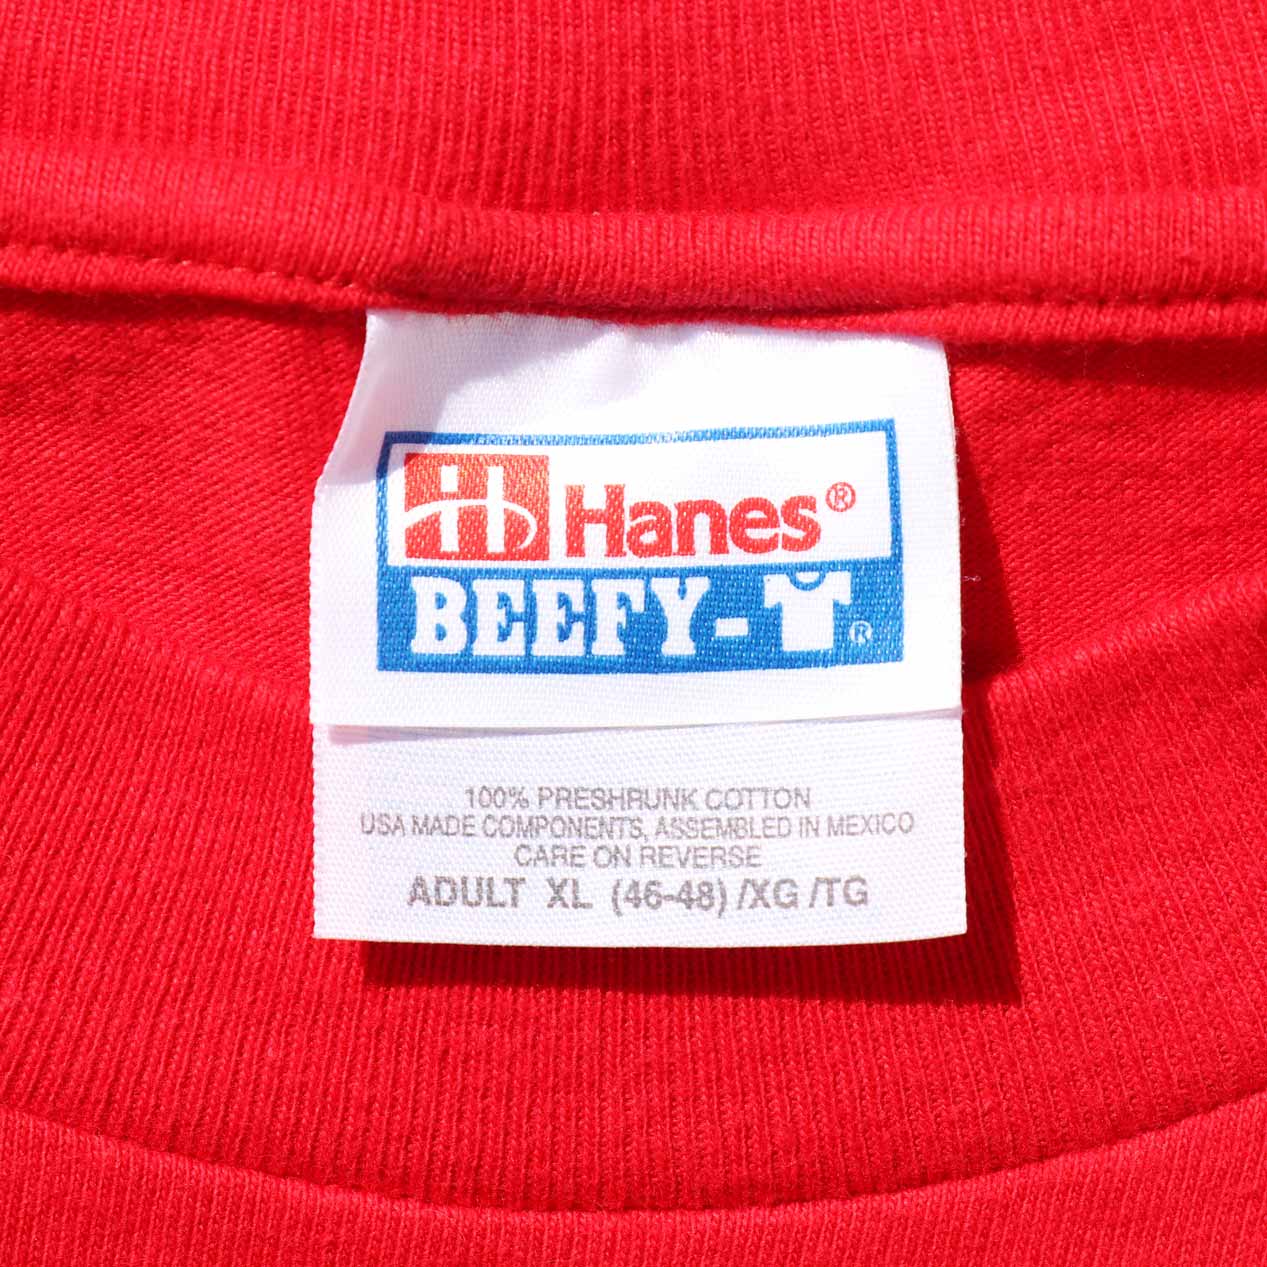 Hanes®
BEEFY-T®
100% PRESHRUNK COTTON
USA MADE COMPONENTS, ASSEMBLED IN MEXICO
CARE ON REVERSE
ADULT XL (46-48) /XG /TG